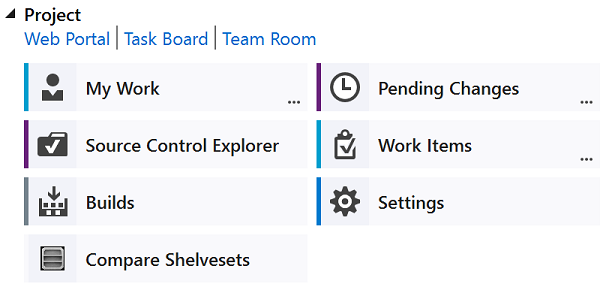 Project
Web Portal | Task Board | Team Room
My Work ...
Pending Changes ...
Source Control Explorer
Work Items ...
Builds
Settings
Compare Shelvesets